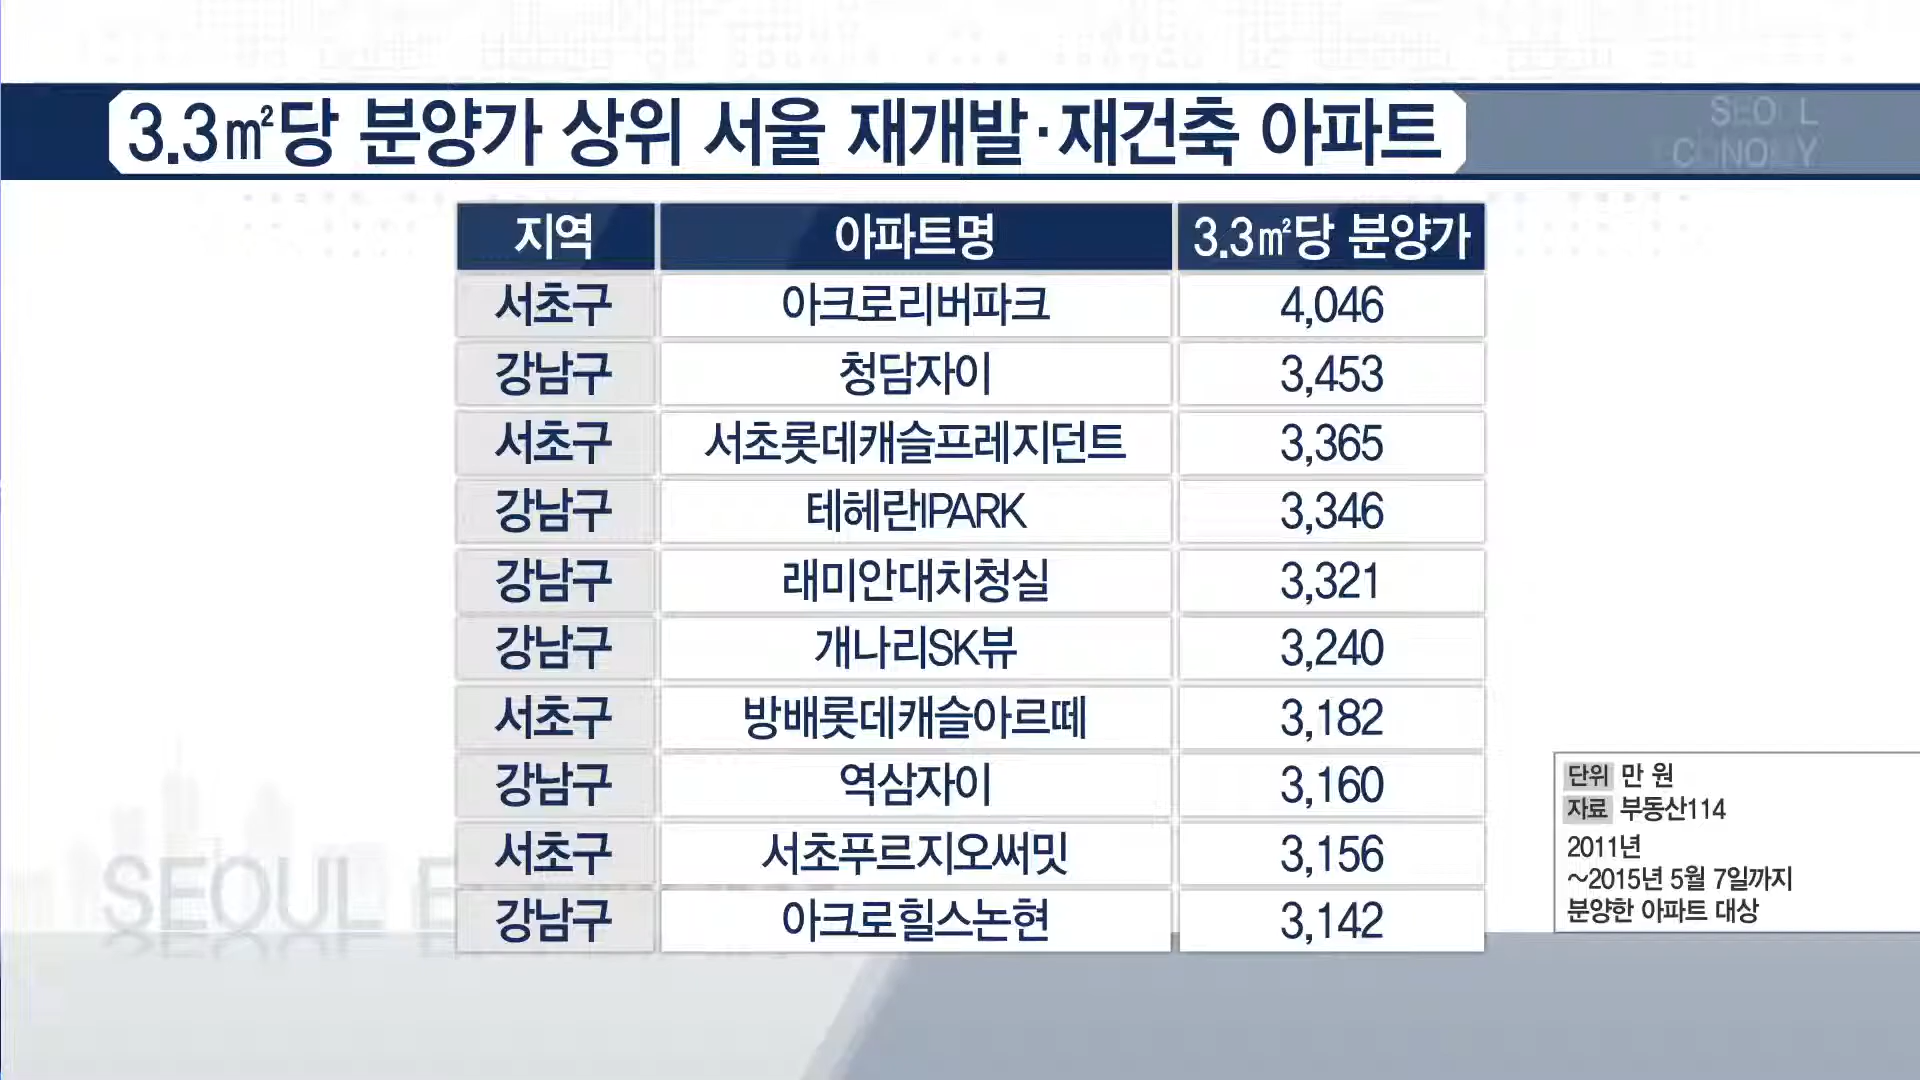 3.3㎡당 분양가 상위 서울 재개발·재건축 아파트
SEOUL
ECONOMY
지역 아파트명 3.3㎡당 분양가
서초구 아크로리버파크 4,046
강남구 청담자이 3,453
서초구 서초롯데캐슬프레지던트 3,365
강남구 테헤란IPARK 3,346
강남구 래미안대치청실 3,321
강남구 개나리SK뷰 3,240
서초구 방배롯데캐슬아르떼 3,182
강남구 역삼자이 3,160
서초구 서초푸르지오써밋 3,156
강남구 아크로힐스논현 3,142
단위 만 원
자료 부동산114
2011년
~2015년 5월 7일까지
분양한 아파트 대상
SEOUL E